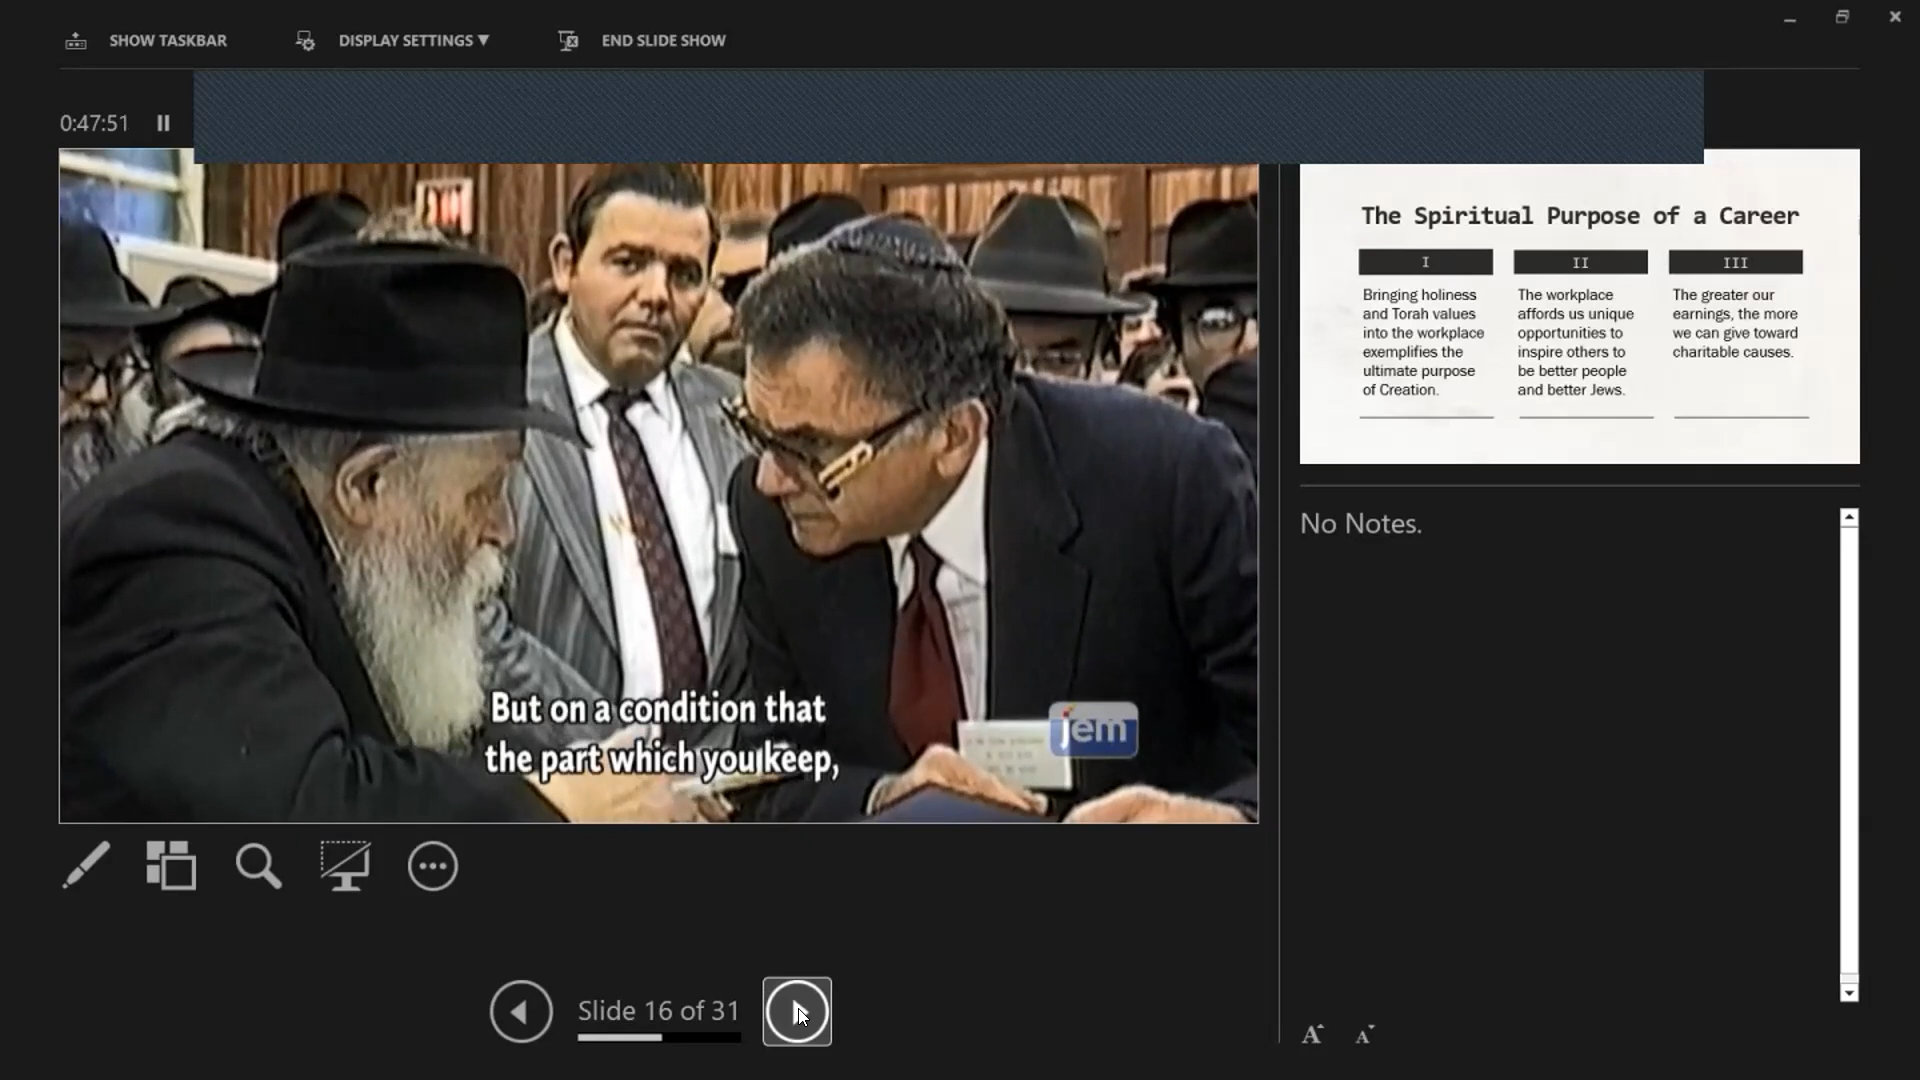 SHOW TASKBAR
DISPLAY SETTINGS ▼
END SLIDE SHOW
0:47:51
But on a condition that
the part which you keep,
jem
The Spiritual Purpose of a Career
I
Bringing holiness
and Torah values
into the workplace
exemplifies the
ultimate purpose
of Creation.
II
The workplace
affords us unique
opportunities to
inspire others to
be better people
and better Jews.
III
The greater our
earnings, the more
we can give toward
charitable causes.
No Notes.
Slide 16 of 31
A
A